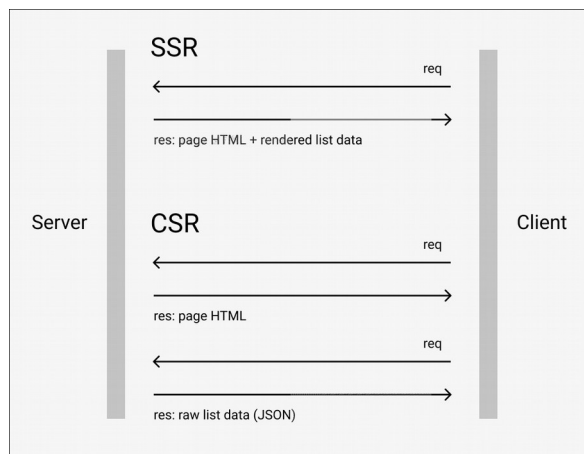 SSR
req
res: page HTML + rendered list data
Server
CSR
Client
req
res: page HTML
req
res: raw list data (JSON)